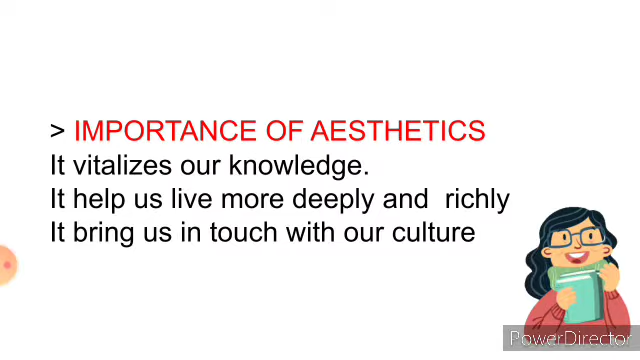 > IMPORTANCE OF AESTHETICS
It vitalizes our knowledge.
It help us live more deeply and  richly
It bring us in touch with our culture
PowerDirector